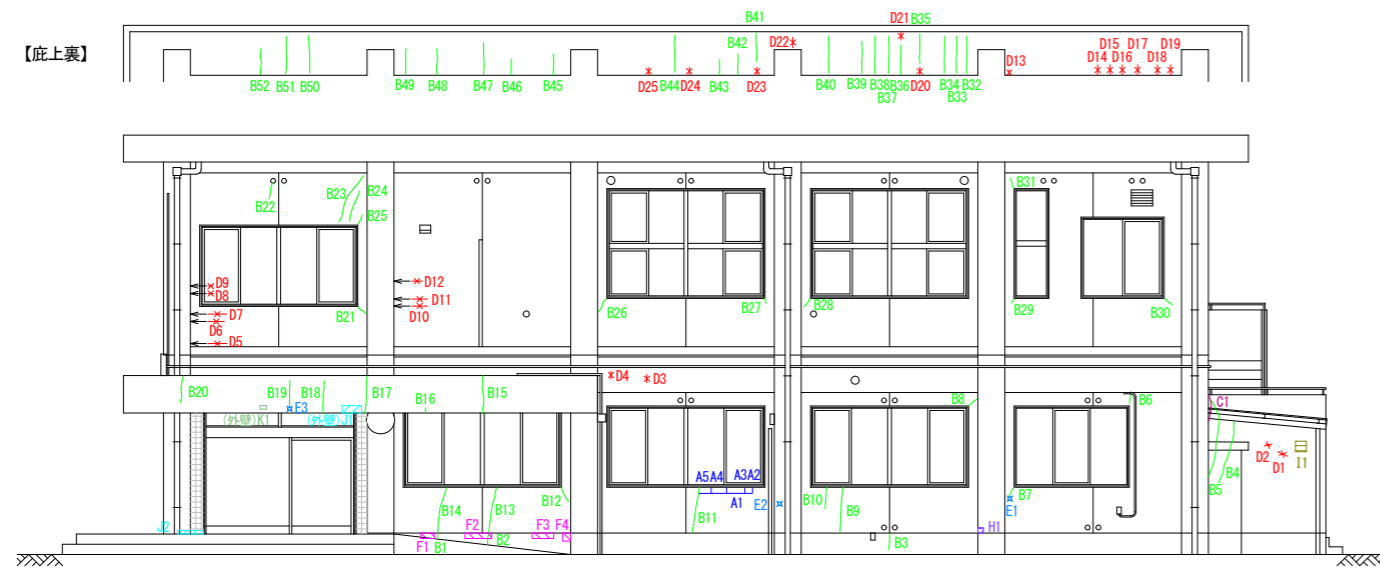 【庇上裏】
B41
D21
B35
D22
B42
D15
D17
D19
D13
D14
D16
D18
B52
B51
B50
B49
B48
B47
B46
B45
D25
B44
D24
B43
D23
B40
B39
B38
B37
B36
D20
B34
B33
B32
B22
B23
B24
B25
B31
D9
D8
D7
D6
D5
B21
D12
D11
D10
B26
B27
B28
B29
B30
D4
D3
B20
B19
B18
B17
B16
B15
E3
(外壁)K1
(外壁)J1
B8
B6
C1
D2
D1
I1
B4
B5
A5A4
A3A2
A1
E2
B14
B13
B12
B11
B10
B9
B7
E1
J2
F1
F2
F3
F4
B1
B2
B3
H1